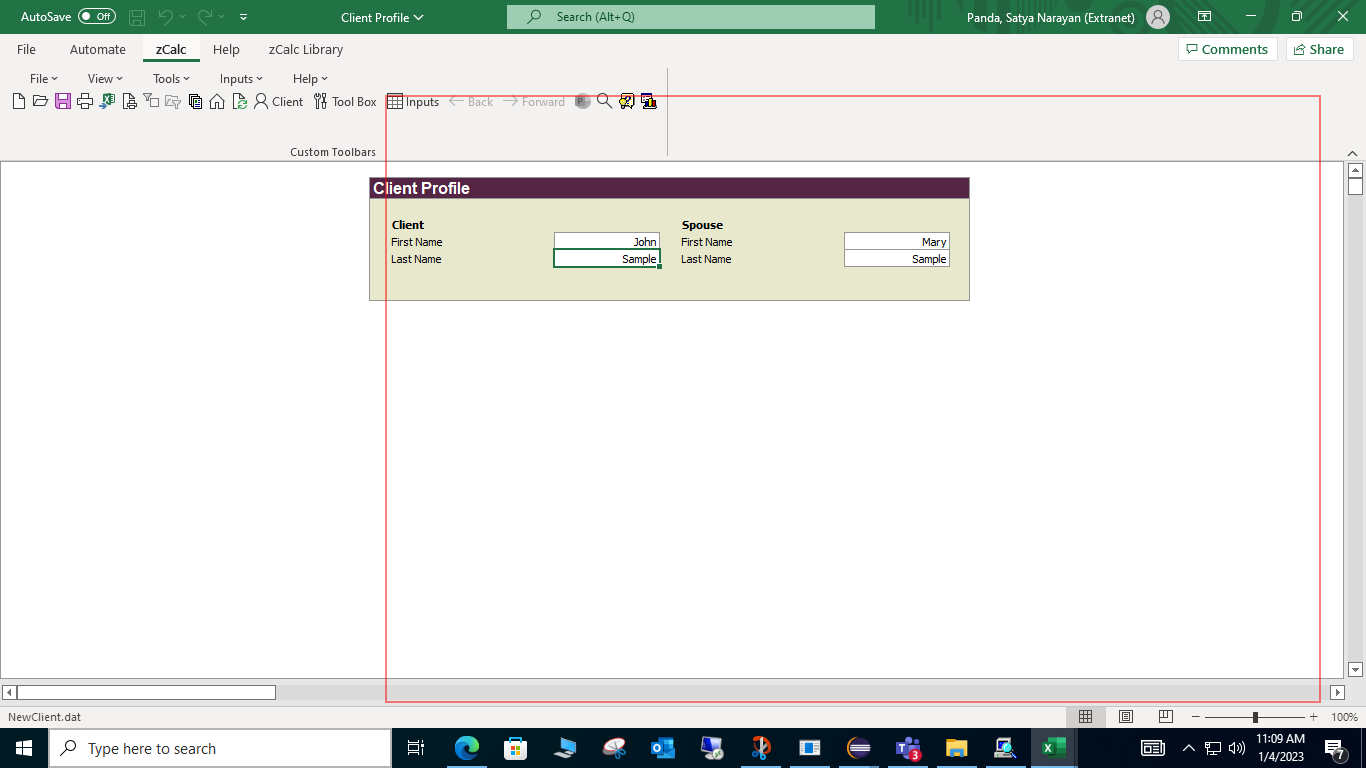 AutoSave Off Client Profile Search (Alt+Q) Panda, Satya Narayan (Extranet)
File Automate zCalc Help zCalc Library Comments Share
File View Tools Inputs Help
Client Tool Box Inputs Back Forward
Custom Toolbars
Client Profile
Client Spouse
First Name John First Name Mary
Last Name Sample Last Name Sample
NewClient.dat 100%
Type here to search 3 11:09 AM 7
1/4/2023